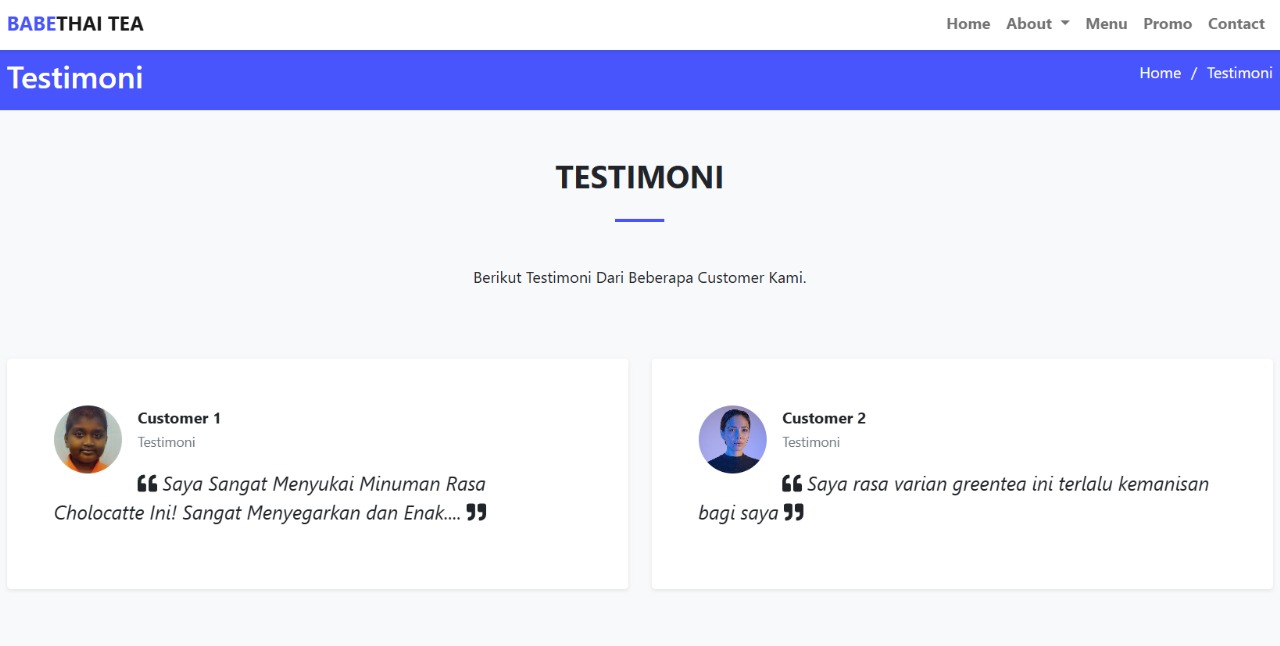 BABETHAI TEA
Home About Menu Promo Contact
Testimoni
Home / Testimoni
TESTIMONI
Berikut Testimoni Dari Beberapa Customer Kami.
Customer 1
Testimoni
❝ Saya Sangat Menyukai Minuman Rasa
Cholocatte Ini! Sangat Menyegarkan dan Enak.... ❞
Customer 2
Testimoni
❝ Saya rasa varian greentea ini terlalu kemanisan
bagi saya ❞